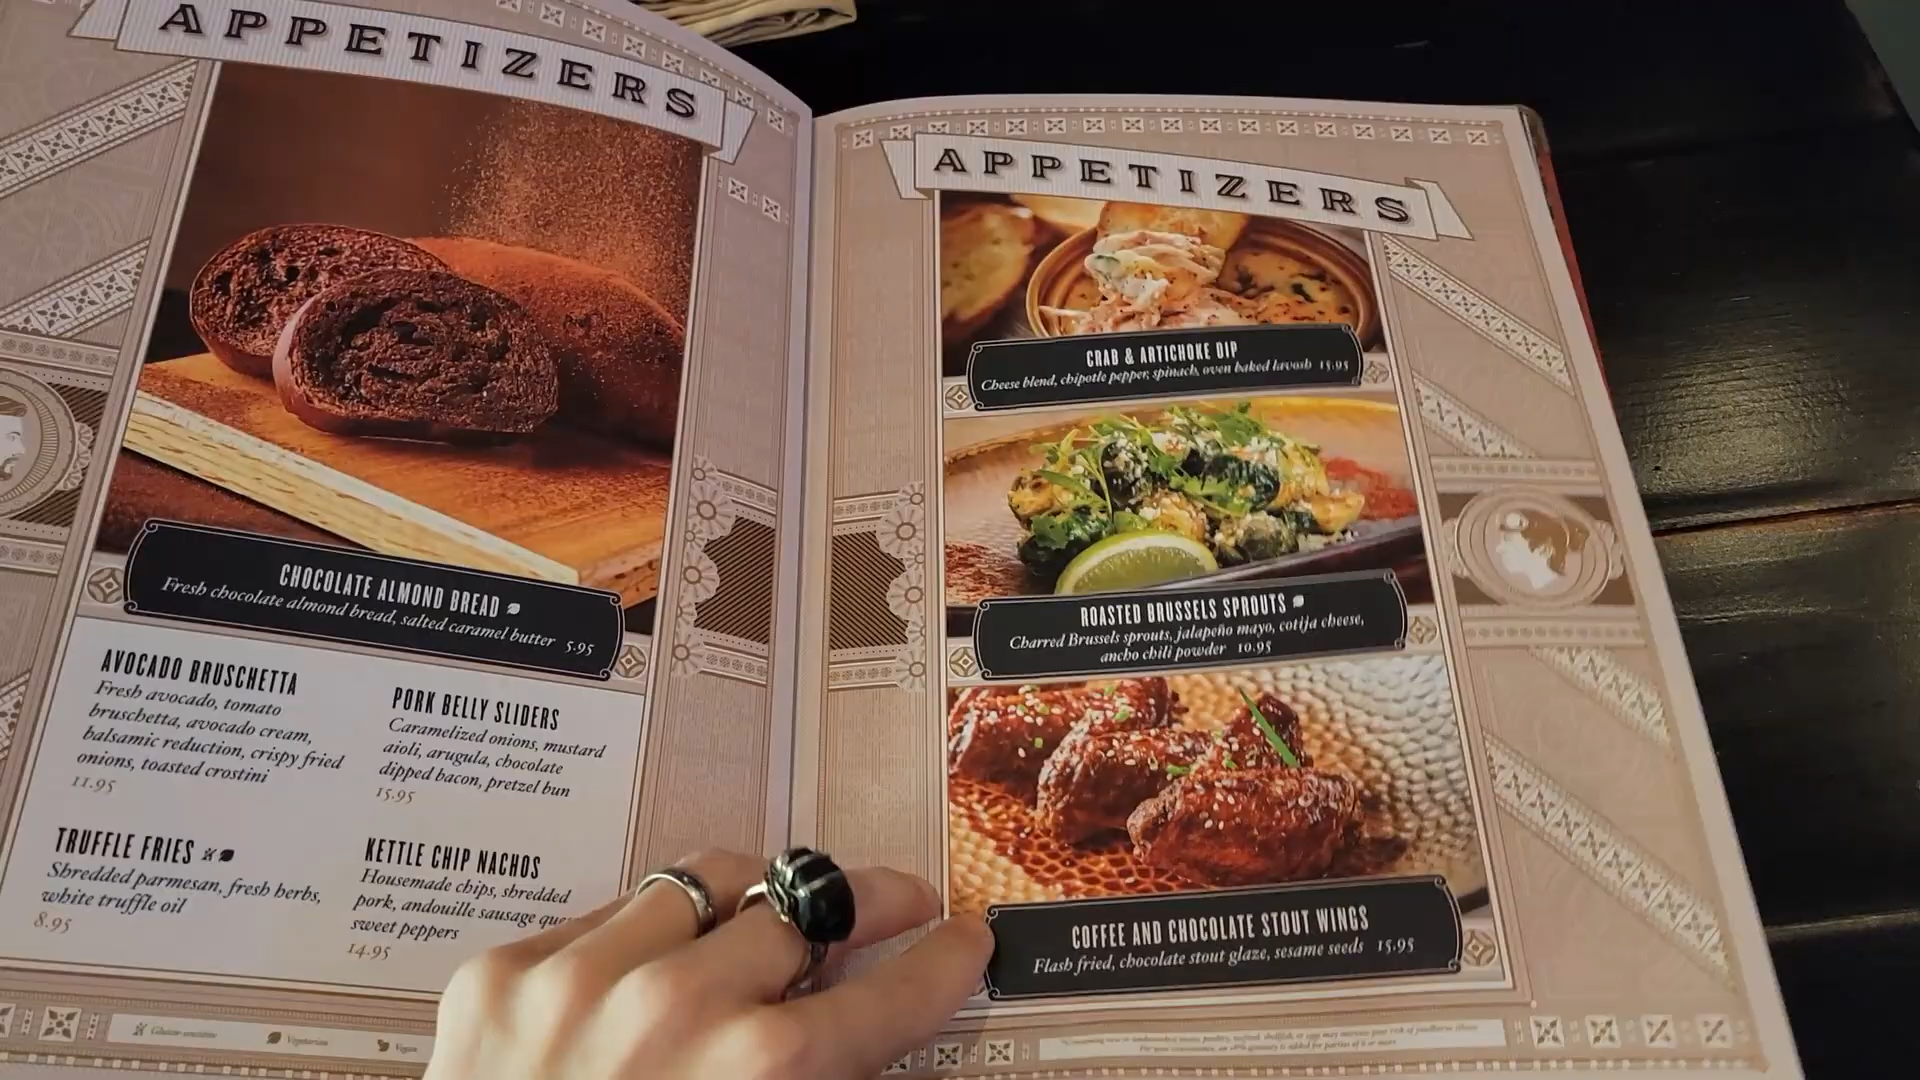 APPETIZERS
CHOCOLATE ALMOND BREAD
Fresh chocolate almond bread, salted caramel butter 5.95
AVOCADO BRUSCHETTA
Fresh avocado, tomato
bruschetta, avocado cream,
balsamic reduction, crispy fried
onions, toasted crostini
11.95
PORK BELLY SLIDERS
Caramelized onions, mustard
aioli, arugula, chocolate
dipped bacon, pretzel bun
15.95
TRUFFLE FRIES
Shredded parmesan, fresh herbs,
white truffle oil
8.95
KETTLE CHIP NACHOS
Housemade chips, shredded
pork, andouille sausage
sweet peppers
14.95
Vegetarian
Vegan
APPETIZERS
CRAB & ARTICHOKE DIP
Cheese blend, chipotle pepper, spinach, oven baked lavosh 15.95
ROASTED BRUSSELS SPROUTS
Charred Brussels sprouts, jalapeño mayo, cotija cheese,
ancho chili powder 10.95
COFFEE AND CHOCOLATE STOUT WINGS
Flash fried, chocolate stout glaze, sesame seeds 15.95